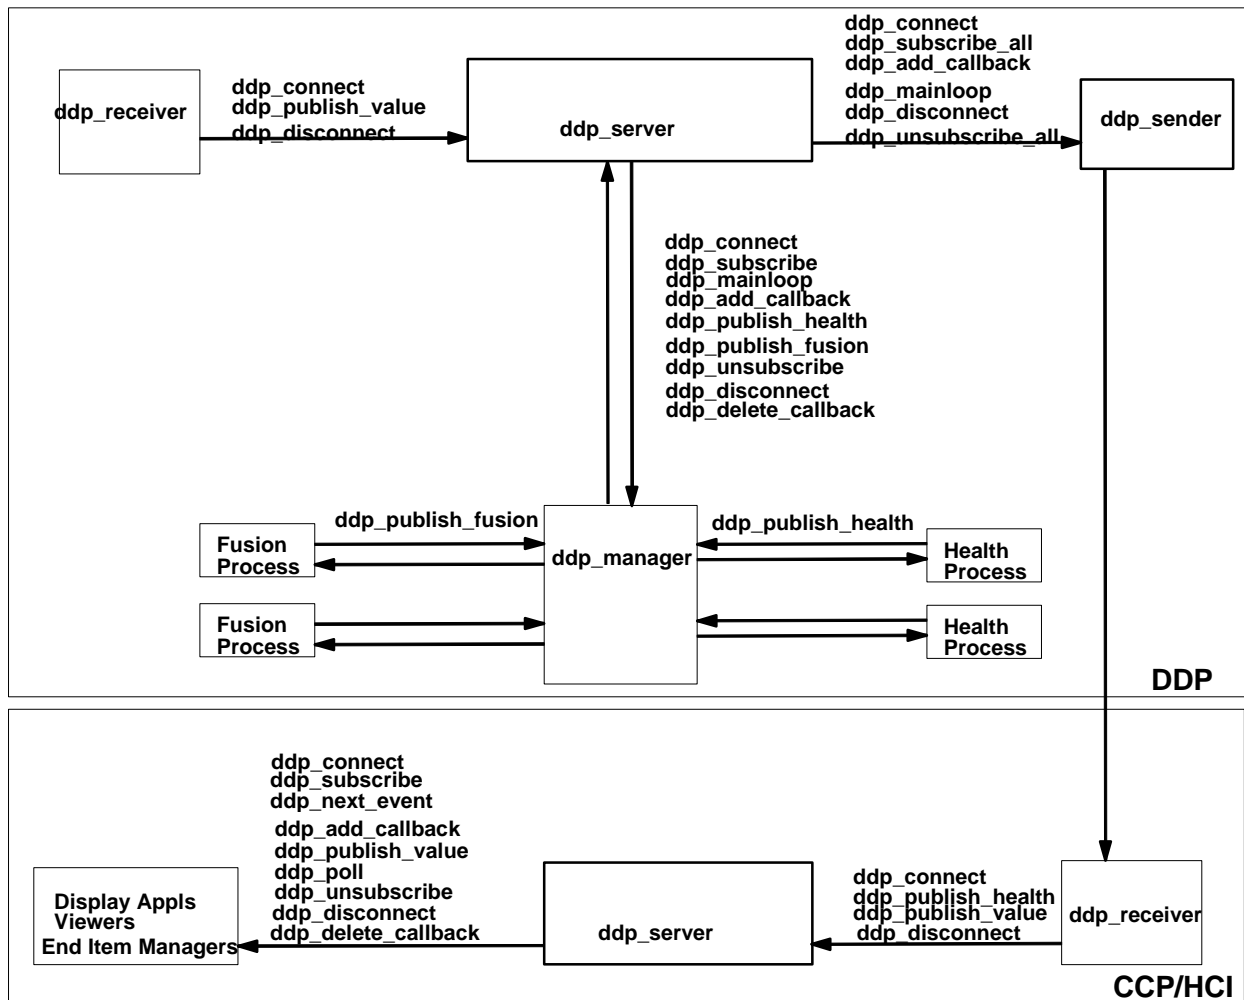 ddp_connect
ddp_subscribe_all
ddp_add_callback
ddp_mainloop
ddp_disconnect
ddp_unsubscribe_all
ddp_receiver
ddp_connect
ddp_publish_value
ddp_disconnect
ddp_server
ddp_sender
ddp_connect
ddp_subscribe
ddp_mainloop
ddp_add_callback
ddp_publish_health
ddp_publish_fusion
ddp_unsubscribe
ddp_disconnect
ddp_delete_callback
ddp_publish_fusion
ddp_publish_health
Fusion
Process
ddp_manager
Health
Process
Fusion
Process
Health
Process
DDP
ddp_connect
ddp_subscribe
ddp_next_event
ddp_add_callback
ddp_publish_value
ddp_poll
ddp_unsubscribe
ddp_disconnect
ddp_delete_callback
Display Appls
Viewers
End Item Managers
ddp_server
ddp_connect
ddp_publish_health
ddp_publish_value
ddp_disconnect
ddp_receiver
CCP/HCI